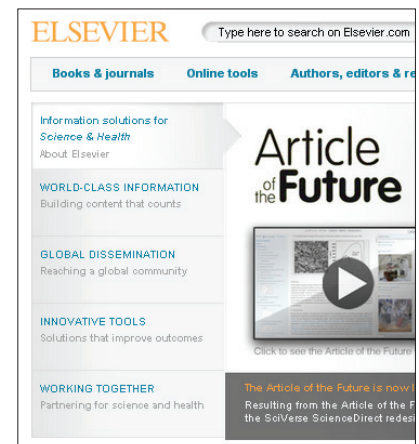 ELSEVIER
Type here to search on Elsevier.com
Books & journals Online tools Authors, editors & re
Information solutions for
Science & Health
About Elsevier
WORLD-CLASS INFORMATION
Building content that counts
GLOBAL DISSEMINATION
Reaching a global community
INNOVATIVE TOOLS
Solutions that improve outcomes
WORKING TOGETHER
Partnering for science and health
Article
of the Future
Click to see the Article of the Future
The Article of the Future is now l
Resulting from the Article of the F
the SciVerse ScienceDirect redesi